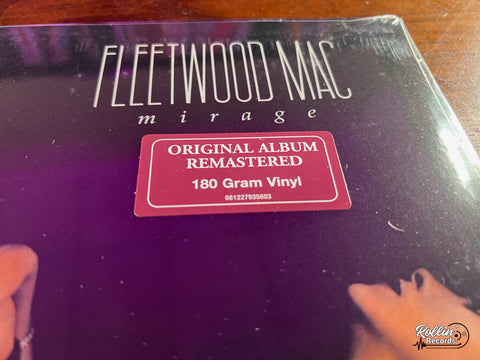 FLEETWOOD MAC
mirage
ORIGINAL ALBUM
REMASTERED
180 Gram Vinyl
081227935603
Rollin'
Records